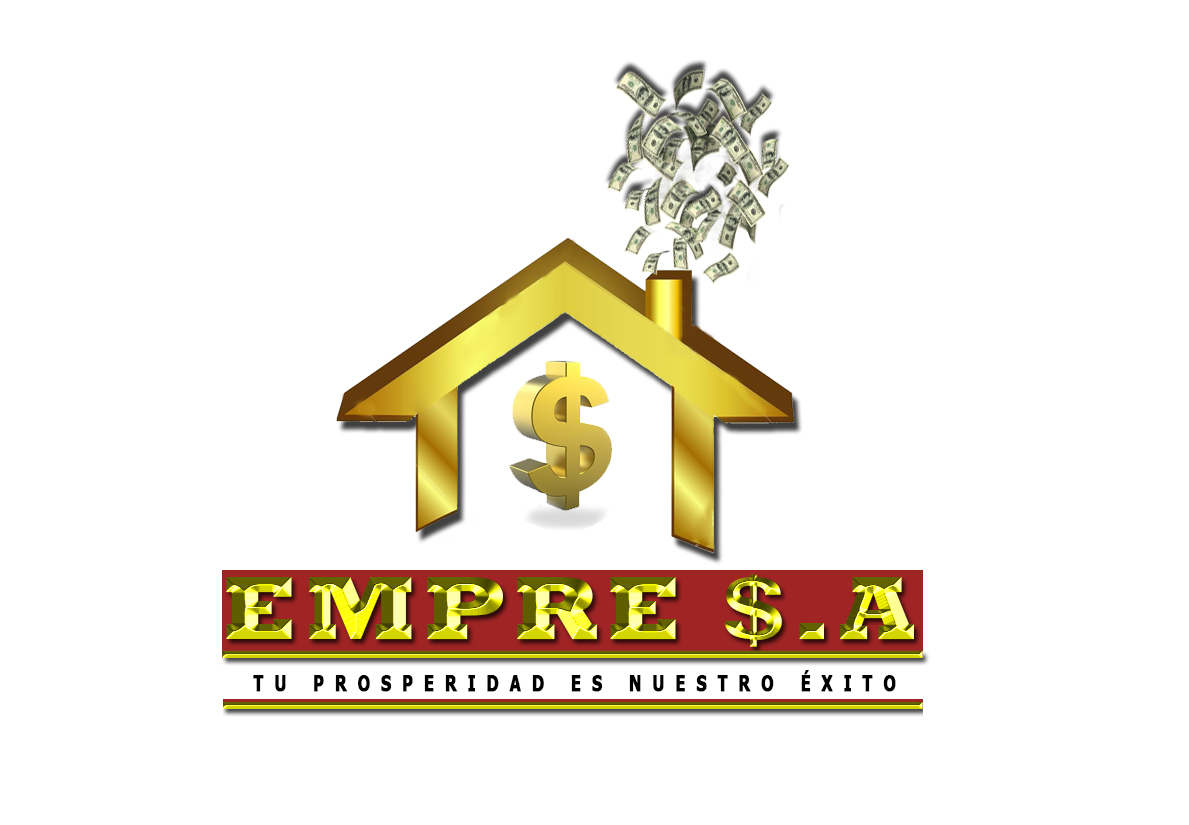 $
EMPRE $.A
TU PROSPERIDAD ES NUESTRO ÉXITO